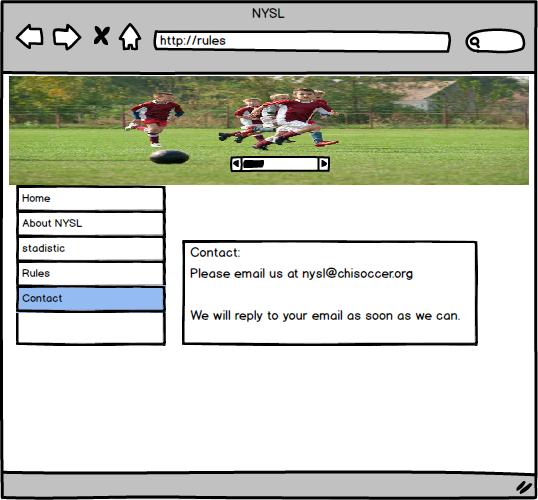 NYSL
http://rules
Home
About NYSL
stadistic
Rules
Contact
Contact:
Please email us at nysl@chisoccer.org
We will reply to your email as soon as we can.